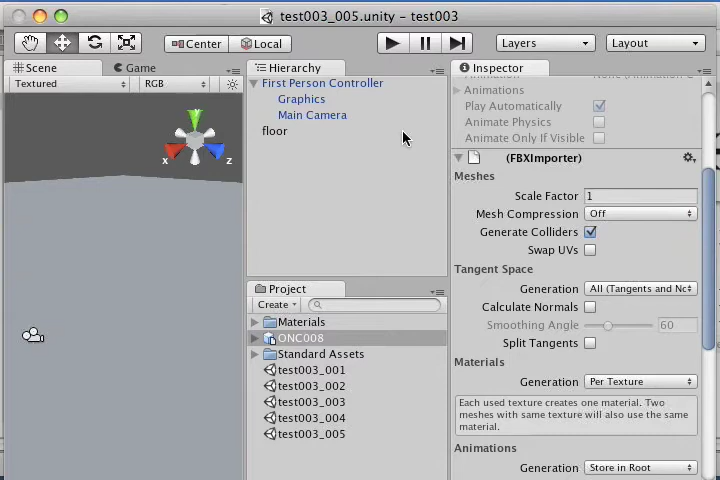 test003_005.unity – test003
Center
Local
Layers
Layout
Scene
Game
Textured
RGB
y
x
z
Hierarchy
First Person Controller
Graphics
Main Camera
floor
Project
Create
Materials
ONC008
Standard Assets
test003_001
test003_002
test003_003
test003_004
test003_005
Inspector
Animations
Play Automatically
Animate Physics
Animate Only If Visible
(FBXImporter)
Meshes
Scale Factor 1
Mesh Compression Off
Generate Colliders
Swap UVs
Tangent Space
Generation All (Tangents and Nc
Calculate Normals
Smoothing Angle 60
Split Tangents
Materials
Generation Per Texture
Each used texture creates one material. Two
meshes with same texture will also use the same
material.
Animations
Generation Store in Root